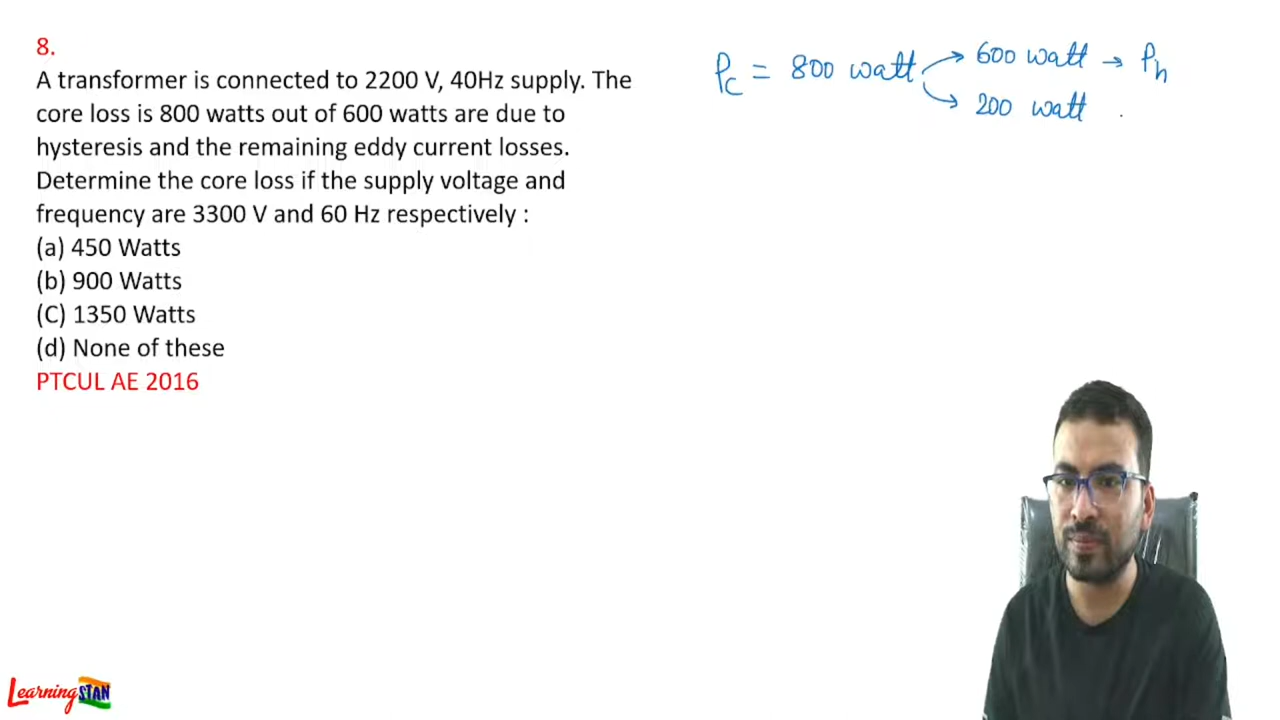 8.
A transformer is connected to 2200 V, 40Hz supply. The
core loss is 800 watts out of 600 watts are due to
hysteresis and the remaining eddy current losses.
Determine the core loss if the supply voltage and
frequency are 3300 V and 60 Hz respectively :
(a) 450 Watts
(b) 900 Watts
(C) 1350 Watts
(d) None of these
PTCUL AE 2016
Pc = 800 watt → 600 watt → Ph
→ 200 watt
LearningSTAN